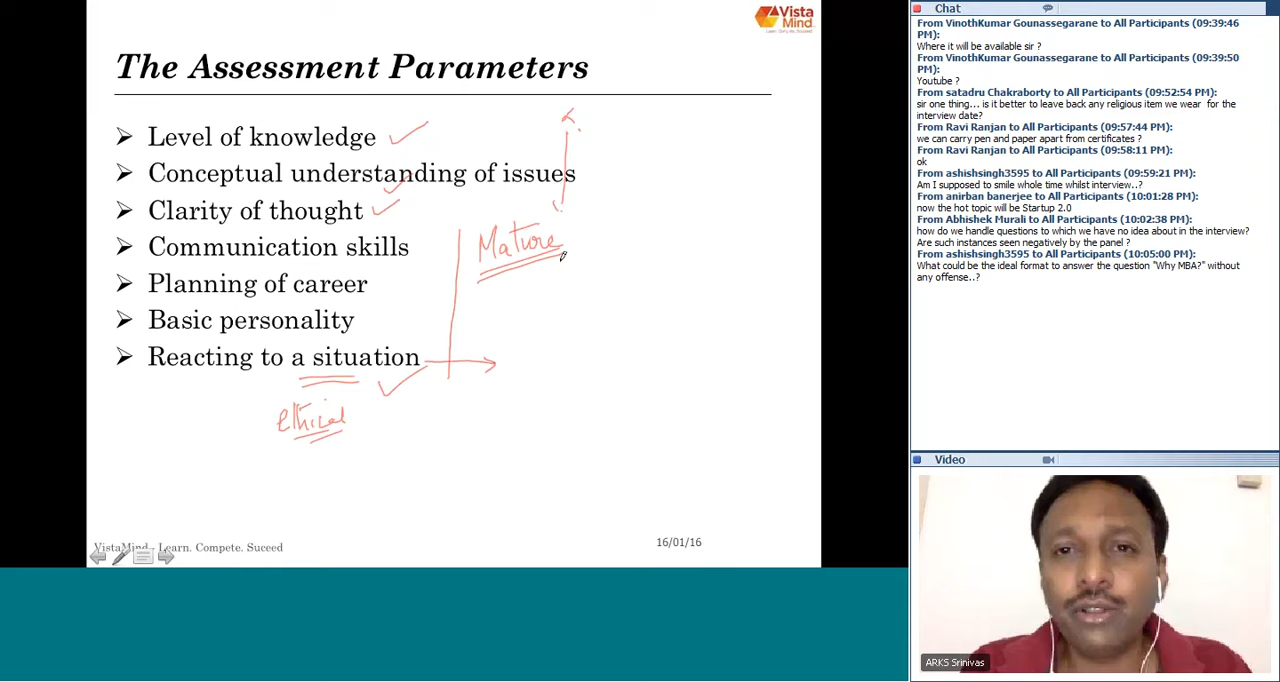 Vista
Mind
The Assessment Parameters
Level of knowledge
Conceptual understanding of issues
Clarity of thought
Communication skills
Planning of career
Basic personality
Reacting to a situation
Mature
ethical
VistaMind - Learn. Compete. Suceed
16/01/16
Chat
From VinothKumar Gounassegarane to All Participants (09:39:46
PM):
Where it will be available sir ?
From VinothKumar Gounassegarane to All Participants (09:39:50
PM):
Youtube ?
From satadru Chakraborty to All Participants (09:52:54 PM):
sir one thing... is it better to leave back any religious item we wear for the
interview date?
From Ravi Ranjan to All Participants (09:57:44 PM):
we can carry pen and paper apart from certificates ?
From Ravi Ranjan to All Participants (09:58:11 PM):
ok
From ashishsingh3595 to All Participants (09:59:21 PM):
Am I supposed to smile whole time whilst interview..?
From anirban banerjee to All Participants (10:01:28 PM):
now the hot topic will be Startup 2.0
From Abhishek Murali to All Participants (10:02:38 PM):
how do we handle questions to which we have no idea about in the interview?
Are such instances seen negatively by the panel ?
From ashishsingh3595 to All Participants (10:05:00 PM):
What could be the ideal format to answer the question "Why MBA?" without
any offense..?
Video
ARKS Srinivas